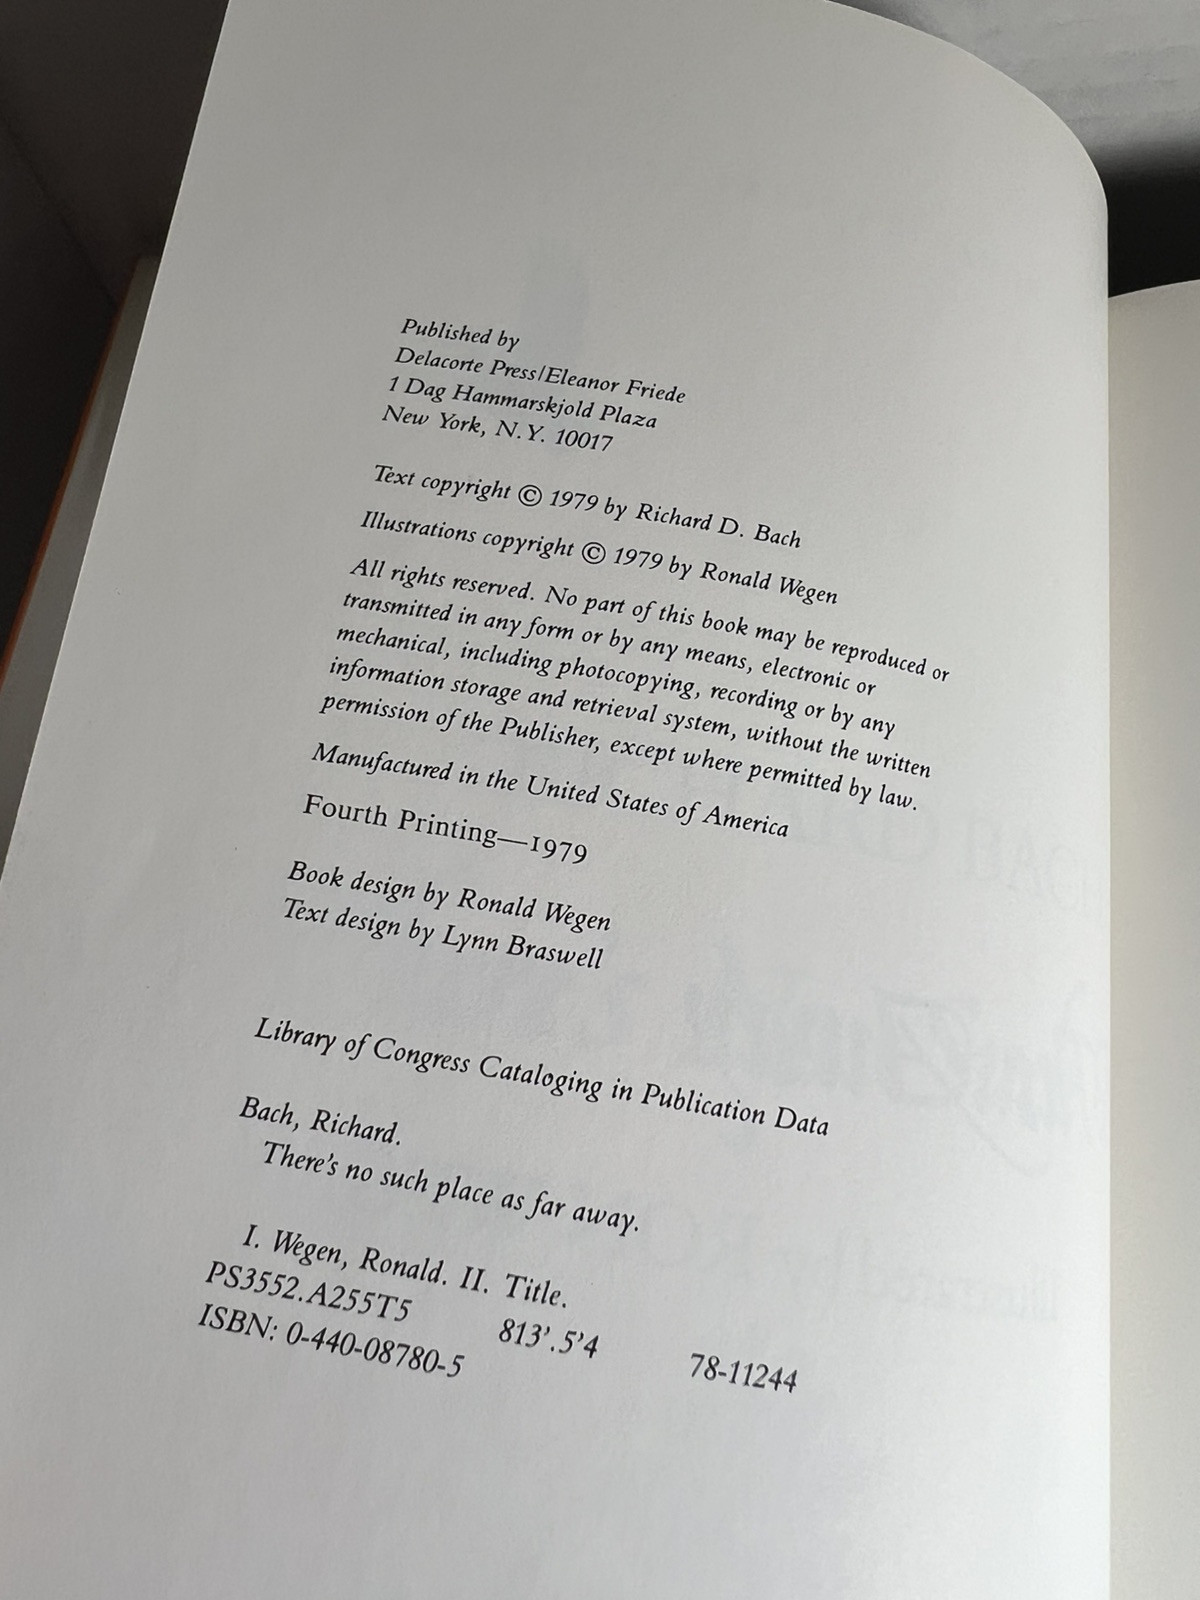 Published by
Delacorte Press/Eleanor Friede
1 Dag Hammarskjold Plaza
New York, N.Y. 10017
Text copyright © 1979 by Richard D. Bach
Illustrations copyright © 1979 by Ronald Wegen
All rights reserved. No part of this book may be reproduced or
transmitted in any form or by any means, electronic or
mechanical, including photocopying, recording or by any
information storage and retrieval system, without the written
permission of the Publisher, except where permitted by law.
Manufactured in the United States of America
Fourth Printing—1979
Book design by Ronald Wegen
Text design by Lynn Braswell
Library of Congress Cataloging in Publication Data
Bach, Richard.
There's no such place as far away.
I. Wegen, Ronald. II. Title.
PS3552.A255T5 813'.5'4 78-11244
ISBN: 0-440-08780-5